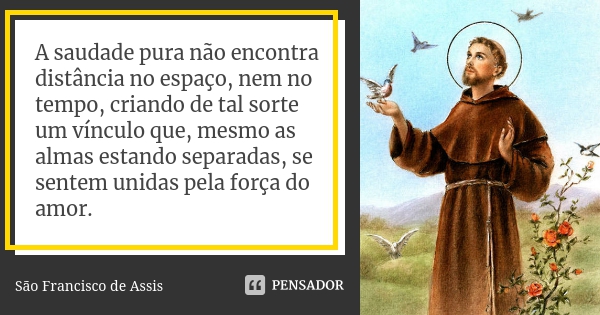 A saudade pura não encontra
distância no espaço, nem no
tempo, criando de tal sorte
um vínculo que, mesmo as
almas estando separadas, se
sentem unidas pela força do
amor.
São Francisco de Assis
PENSADOR